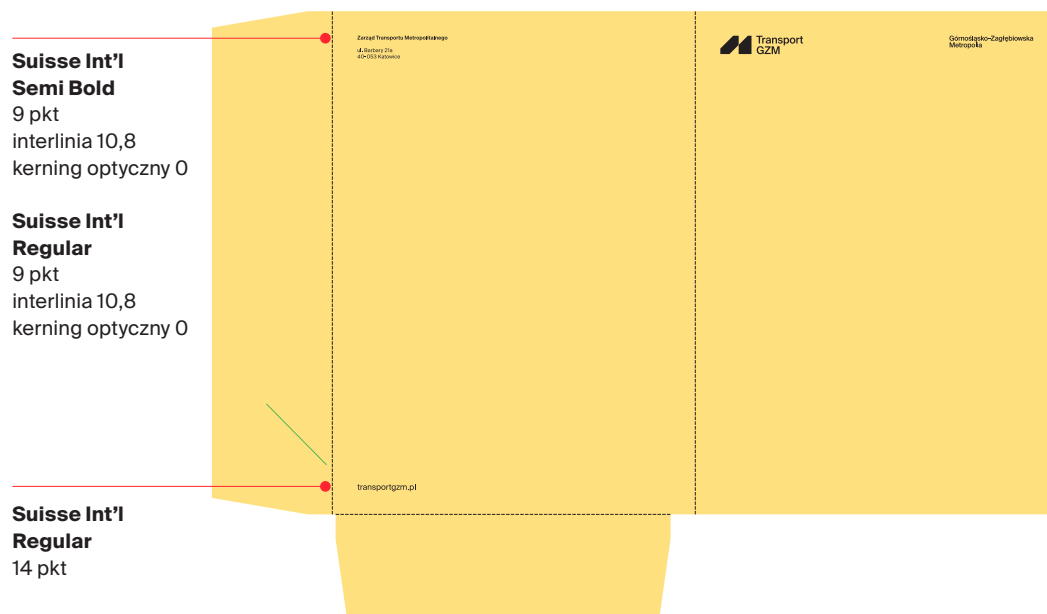 Suisse Int'l
Semi Bold
9 pkt
interlinia 10,8
kerning optyczny 0
Suisse Int'l
Regular
9 pkt
interlinia 10,8
kerning optyczny 0
Suisse Int'l
Regular
14 pkt
Zarząd Transportu Metropolitalnego
ul. Barbary 21a
40-053 Katowice
transportgzm.pl
Transport
GZM
Górnośląsko-Zagłębiowska
Metropolia